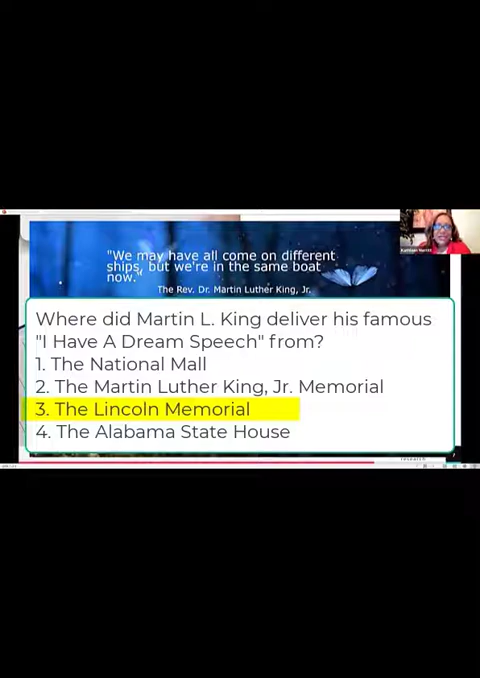 "We may have all come on different
ships, but we're in the same boat
now."
The Rev. Dr. Martin Luther King, Jr.
Where did Martin L. King deliver his famous
"I Have A Dream Speech" from?
1. The National Mall
2. The Martin Luther King, Jr. Memorial
3. The Lincoln Memorial
4. The Alabama State House
research